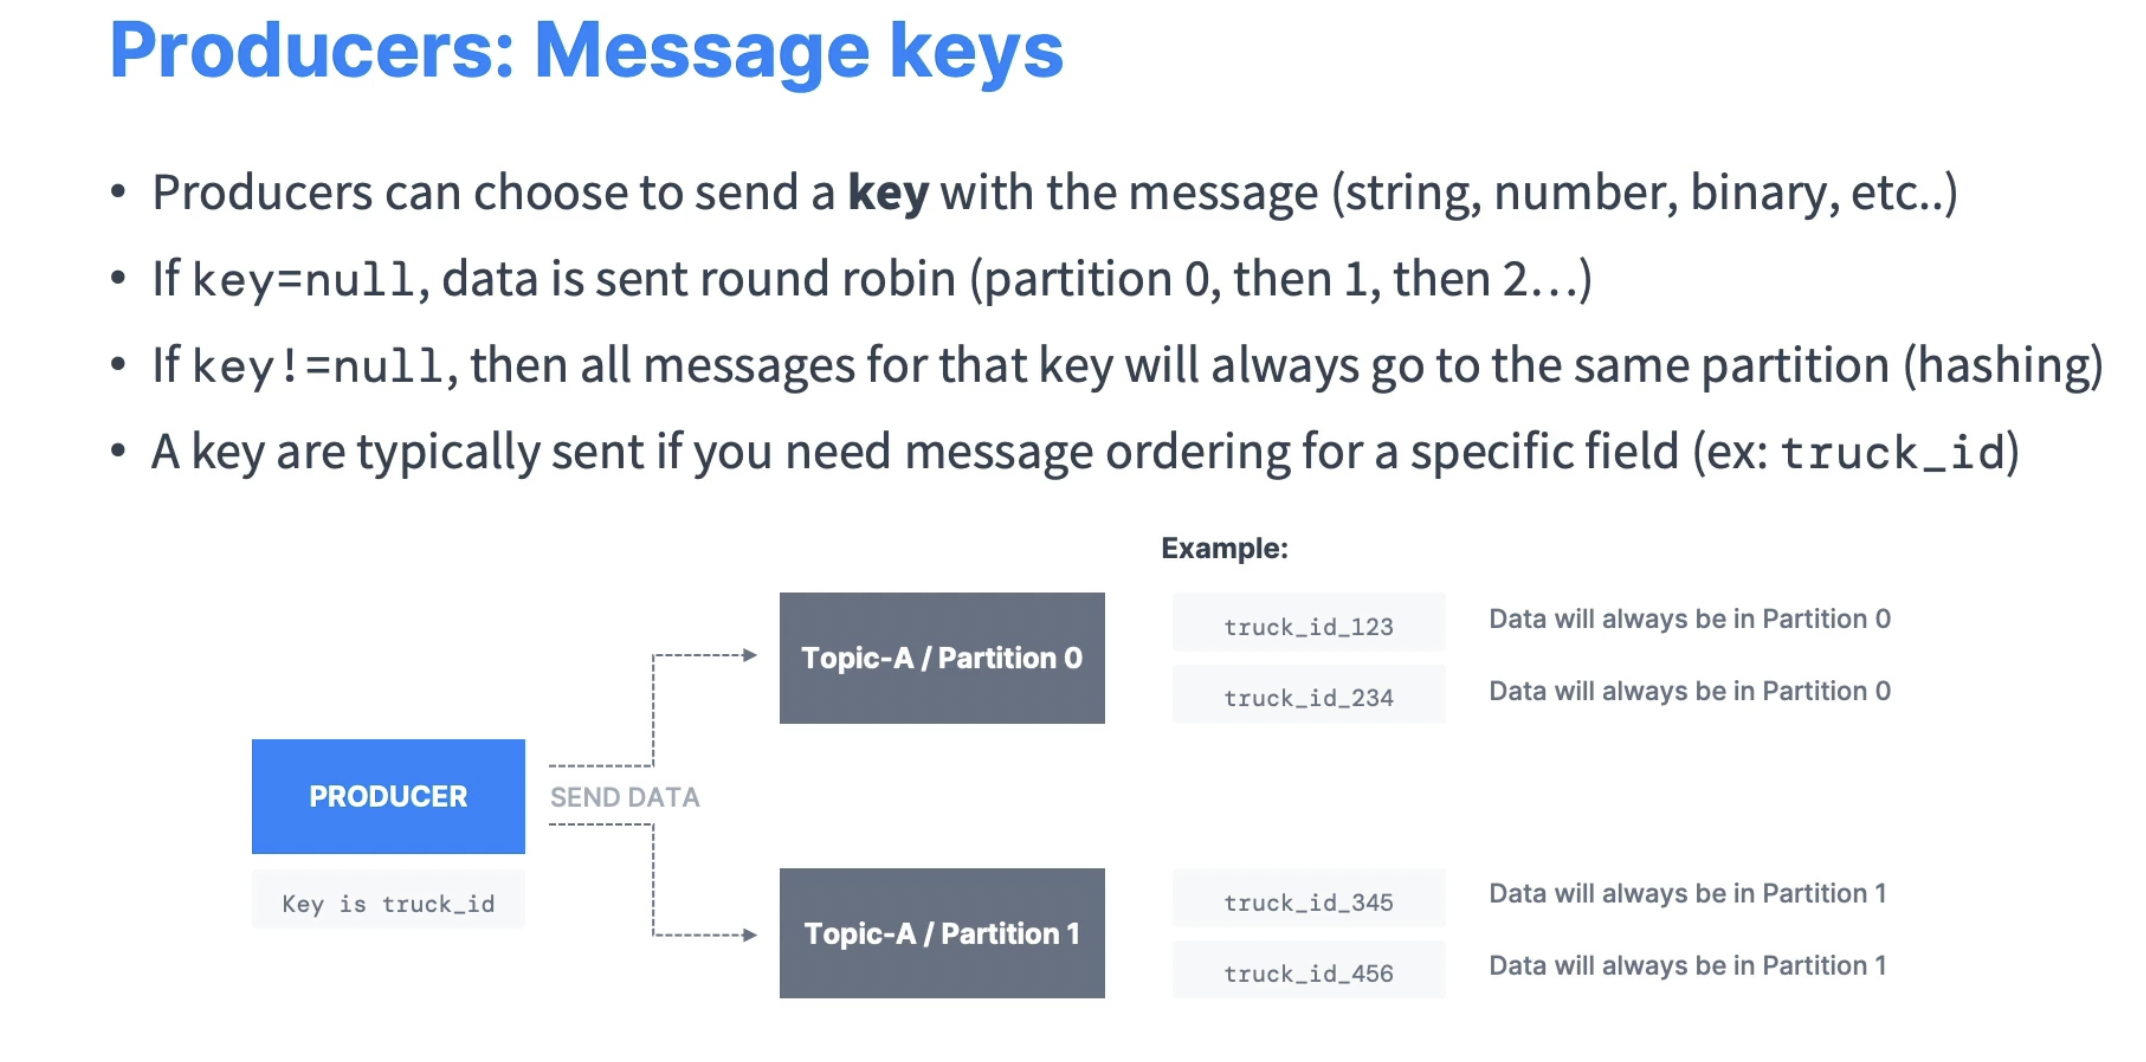 Producers: Message keys
• Producers can choose to send a key with the message (string, number, binary, etc..)
• If key=null, data is sent round robin (partition 0, then 1, then 2...)
• If key!=null, then all messages for that key will always go to the same partition (hashing)
• A key are typically sent if you need message ordering for a specific field (ex: truck_id)
Example:
Topic-A / Partition 0
truck_id_123 Data will always be in Partition 0
truck_id_234 Data will always be in Partition 0
PRODUCER
SEND DATA
Key is truck_id
Topic-A / Partition 1
truck_id_345 Data will always be in Partition 1
truck_id_456 Data will always be in Partition 1